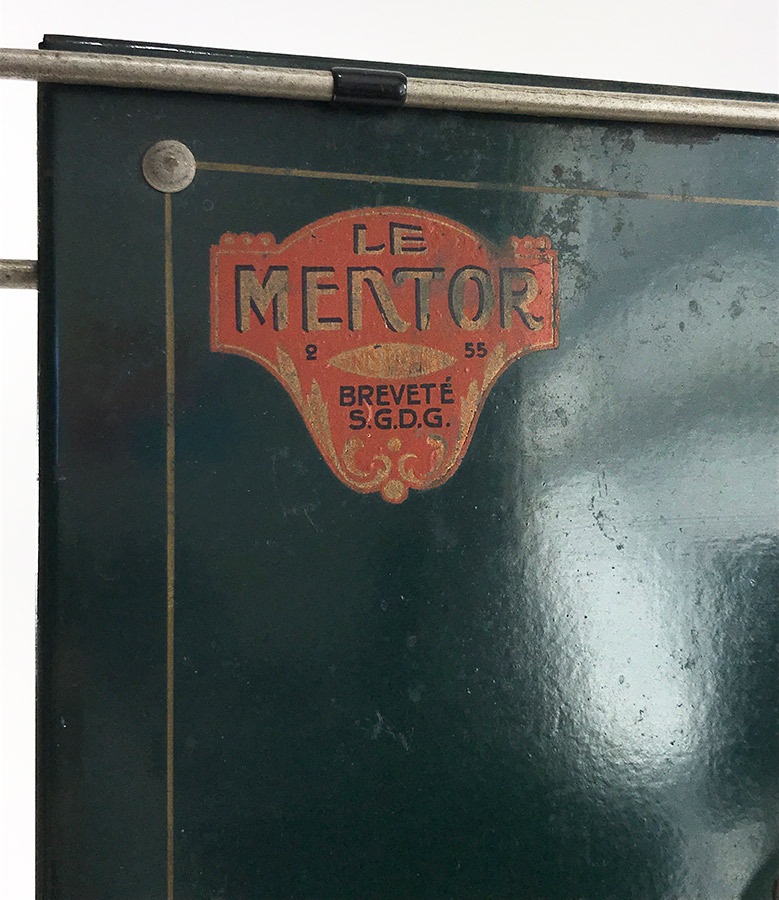 LE
MENTOR
2 55
BREVETÉ
S.G.D.G.